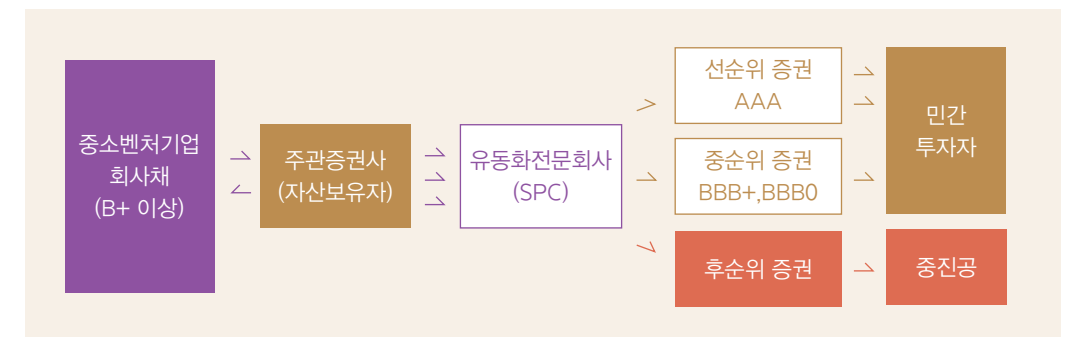 중소벤처기업
회사채
(B+ 이상)
주관증권사
(자산보유자)
유동화전문회사
(SPC)
선순위 증권
AAA
중순위 증권
BBB+,BBB0
후순위 증권
민간
투자자
중진공